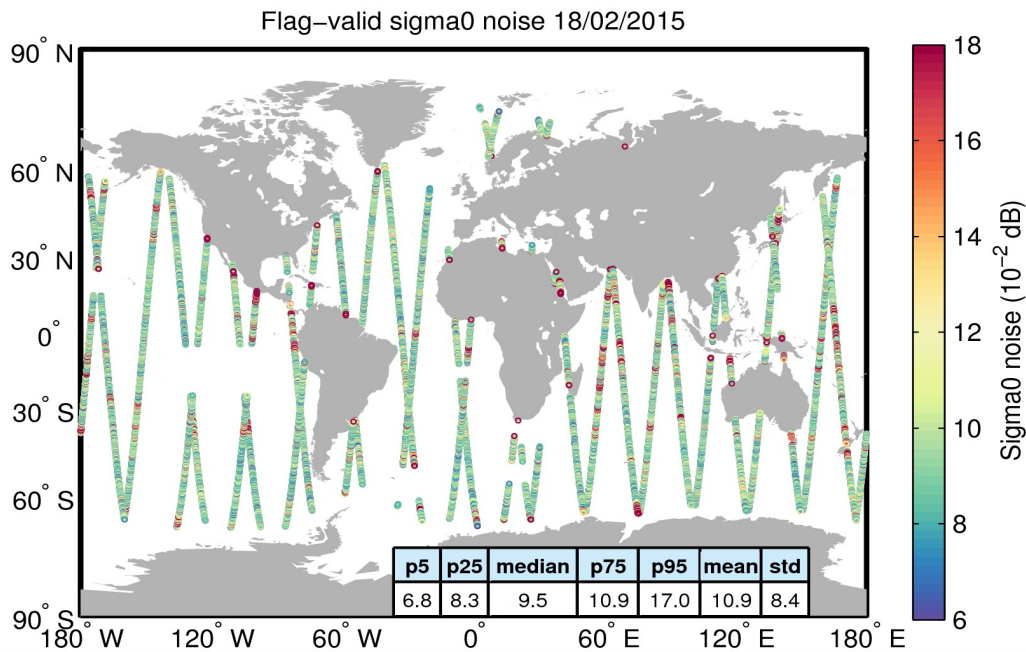 Flag−valid sigma0 noise 18/02/2015
90° N
60° N
30° N
0°
30° S
60° S
90° S
180° W 120° W 60° W 0° 60° E 120° E 180° E
p5 p25 median p75 p95 mean std
6.8 8.3 9.5 10.9 17.0 10.9 8.4
18
16
14
12
10
8
6
Sigma0 noise (10⁻² dB)